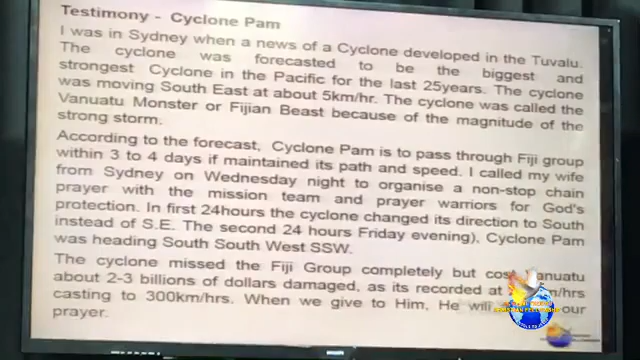 Testimony - Cyclone Pam
I was in Sydney when a news of a Cyclone developed in the Tuvalu.
The cyclone was forecasted to be the biggest and
strongest Cyclone in the Pacific for the last 25years. The cyclone
was moving South East at about 5km/hr. The cyclone was called the
Vanuatu Monster or Fijian Beast because of the magnitude of the
strong storm.
According to the forecast, Cyclone Pam is to pass through Fiji group
within 3 to 4 days if maintained its path and speed. I called my wife
from Sydney on Wednesday night to organise a non-stop chain
prayer with the mission team and prayer warriors for God's
protection. In first 24hours the cyclone changed its direction to South
instead of S.E. The second 24 hours Friday evening), Cyclone Pam
was heading South South West SSW.
The cyclone missed the Fiji Group completely but
about 2-3 billions of dollars damaged, as its recorded at
casting to 300km/hrs. When we give to Him, He will our
prayer.